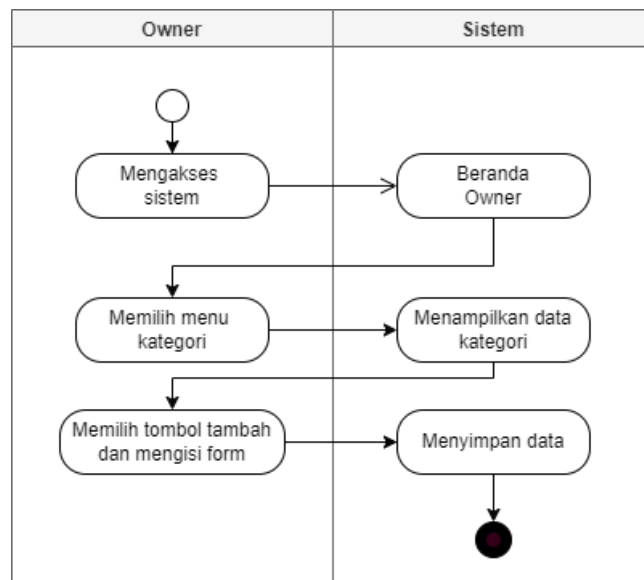 Owner
Sistem
Mengakses
sistem
Beranda
Owner
Memilih menu
kategori
Menampilkan data
kategori
Memilih tombol tambah
dan mengisi form
Menyimpan data